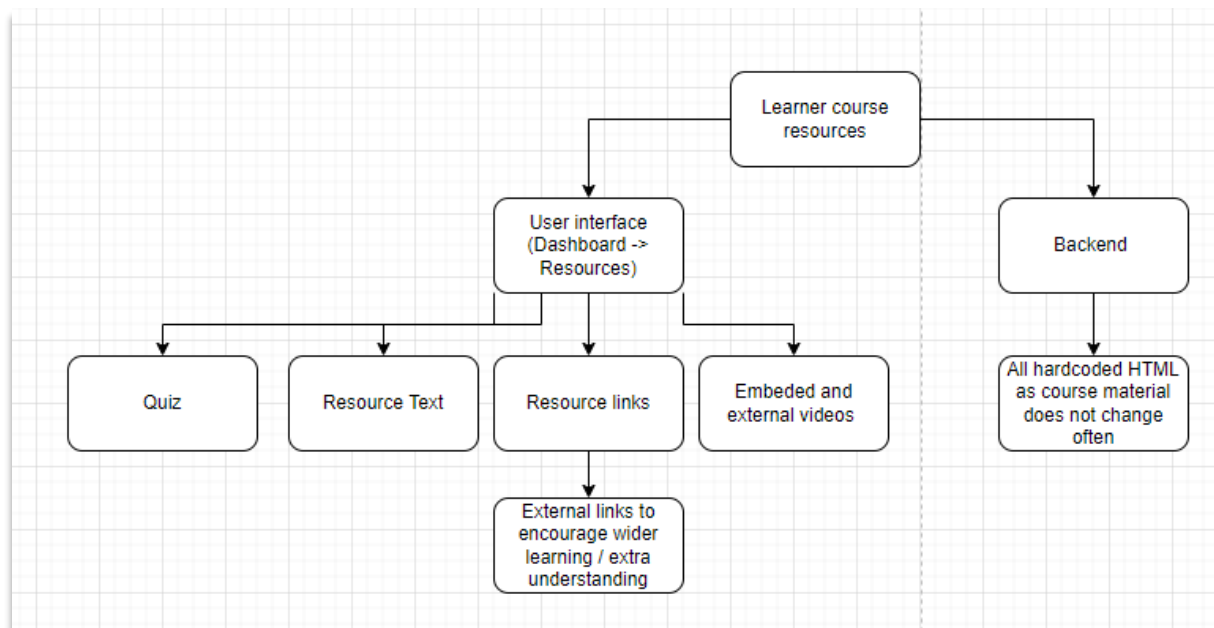 Learner course
resources
User interface
(Dashboard ->
Resources)
Backend
Quiz
Resource Text
Resource links
Embeded and
external videos
All hardcoded HTML
as course material
does not change
often
External links to
encourage wider
learning / extra
understanding